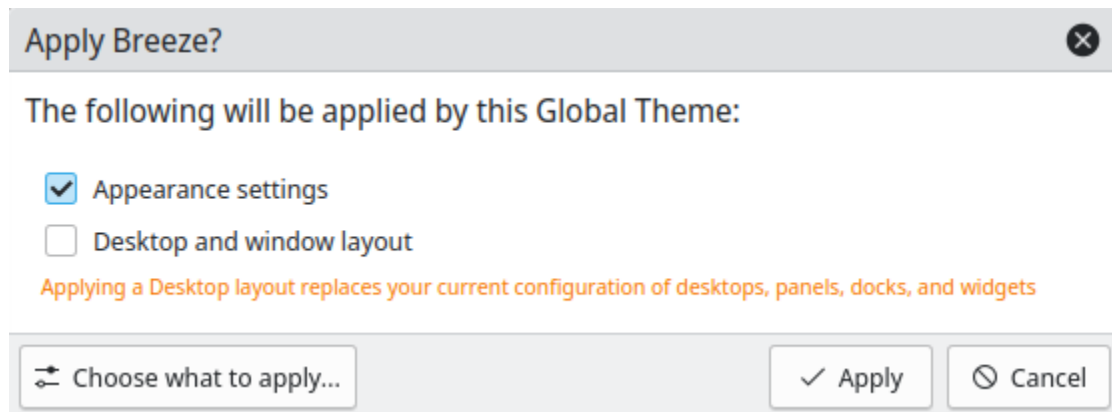 Apply Breeze?
The following will be applied by this Global Theme:
Appearance settings
Desktop and window layout
Applying a Desktop layout replaces your current configuration of desktops, panels, docks, and widgets
Choose what to apply... Apply Cancel